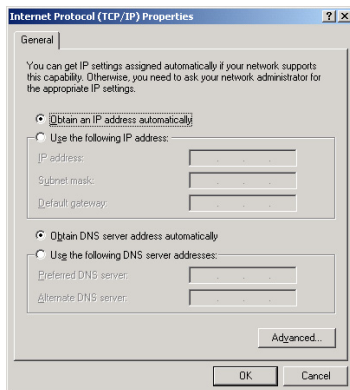 Internet Protocol (TCP/IP) Properties
General
You can get IP settings assigned automatically if your network supports
this capability. Otherwise, you need to ask your network administrator for
the appropriate IP settings.
Obtain an IP address automatically
Use the following IP address:
IP address:
Subnet mask:
Default gateway:
Obtain DNS server address automatically
Use the following DNS server addresses:
Preferred DNS server:
Alternate DNS server:
Advanced...
OK
Cancel